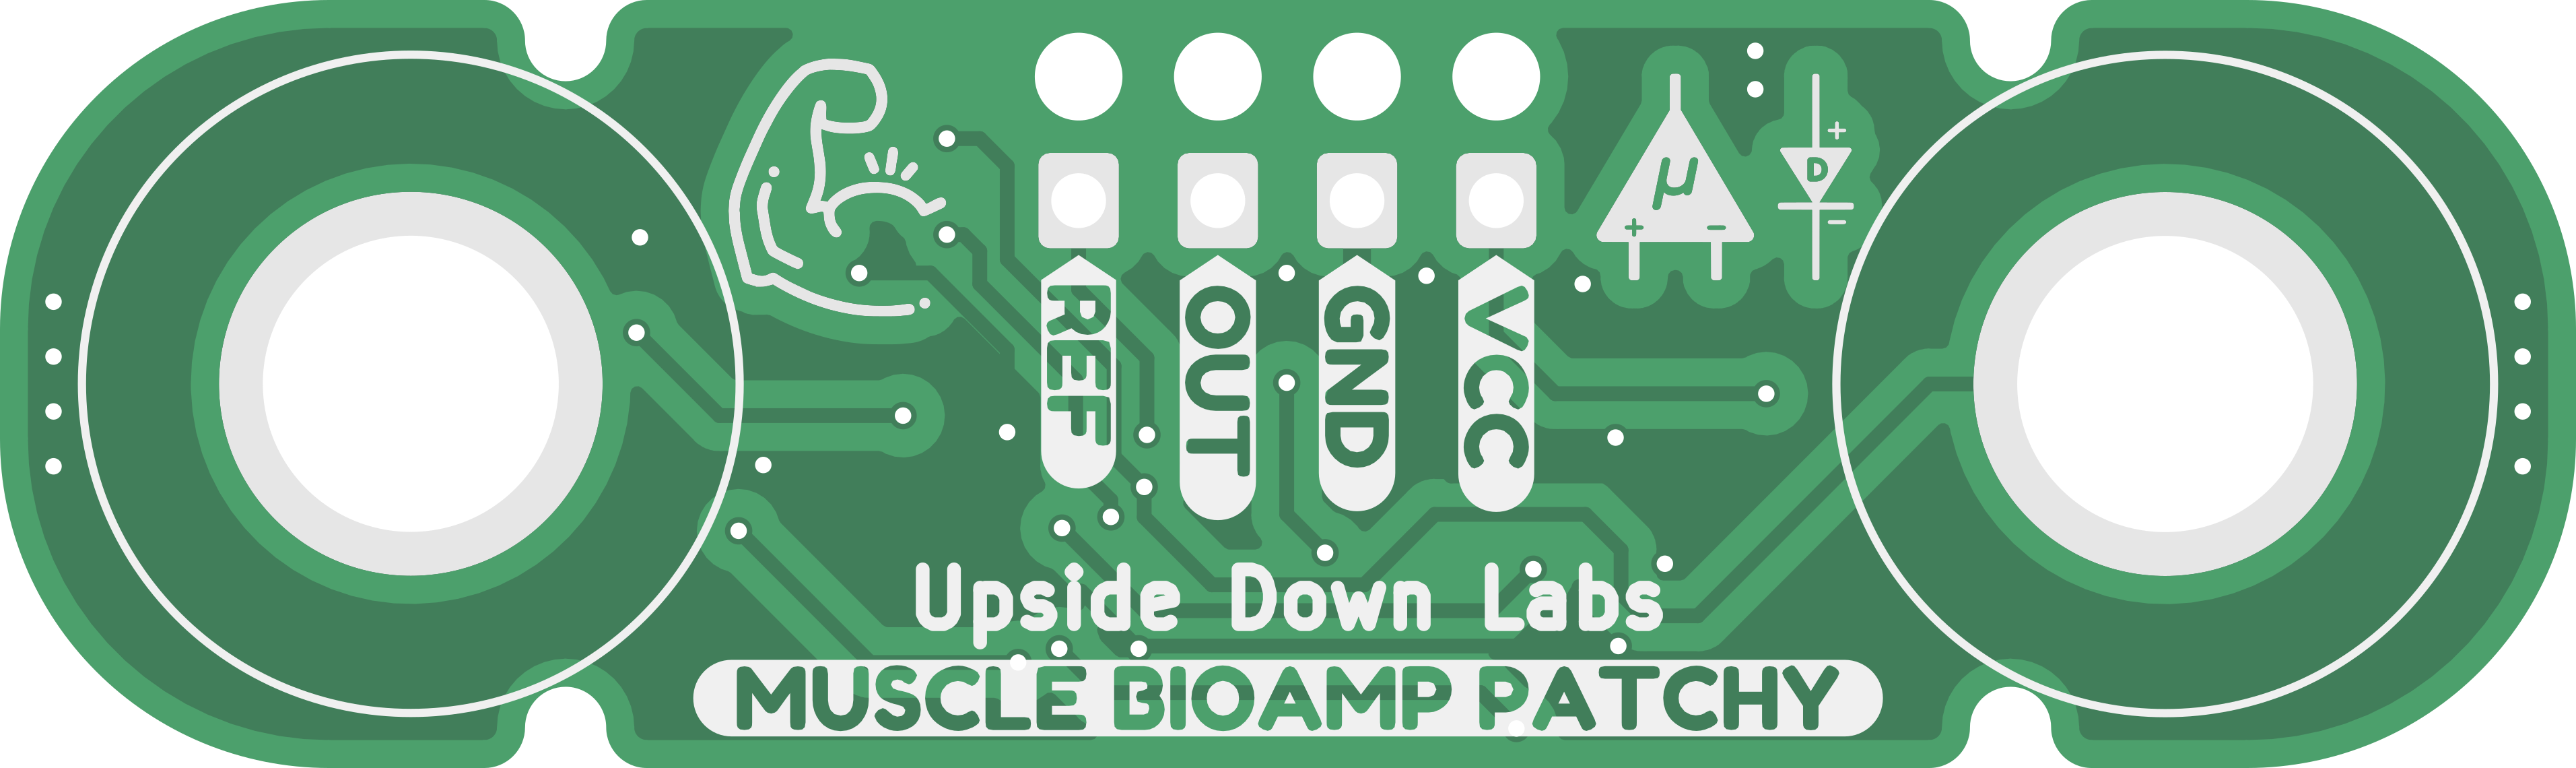 REF
OUT
GND
VCC
μ
+ -
+
D
-
Upside Down Labs
MUSCLE BIOAMP PATCHY